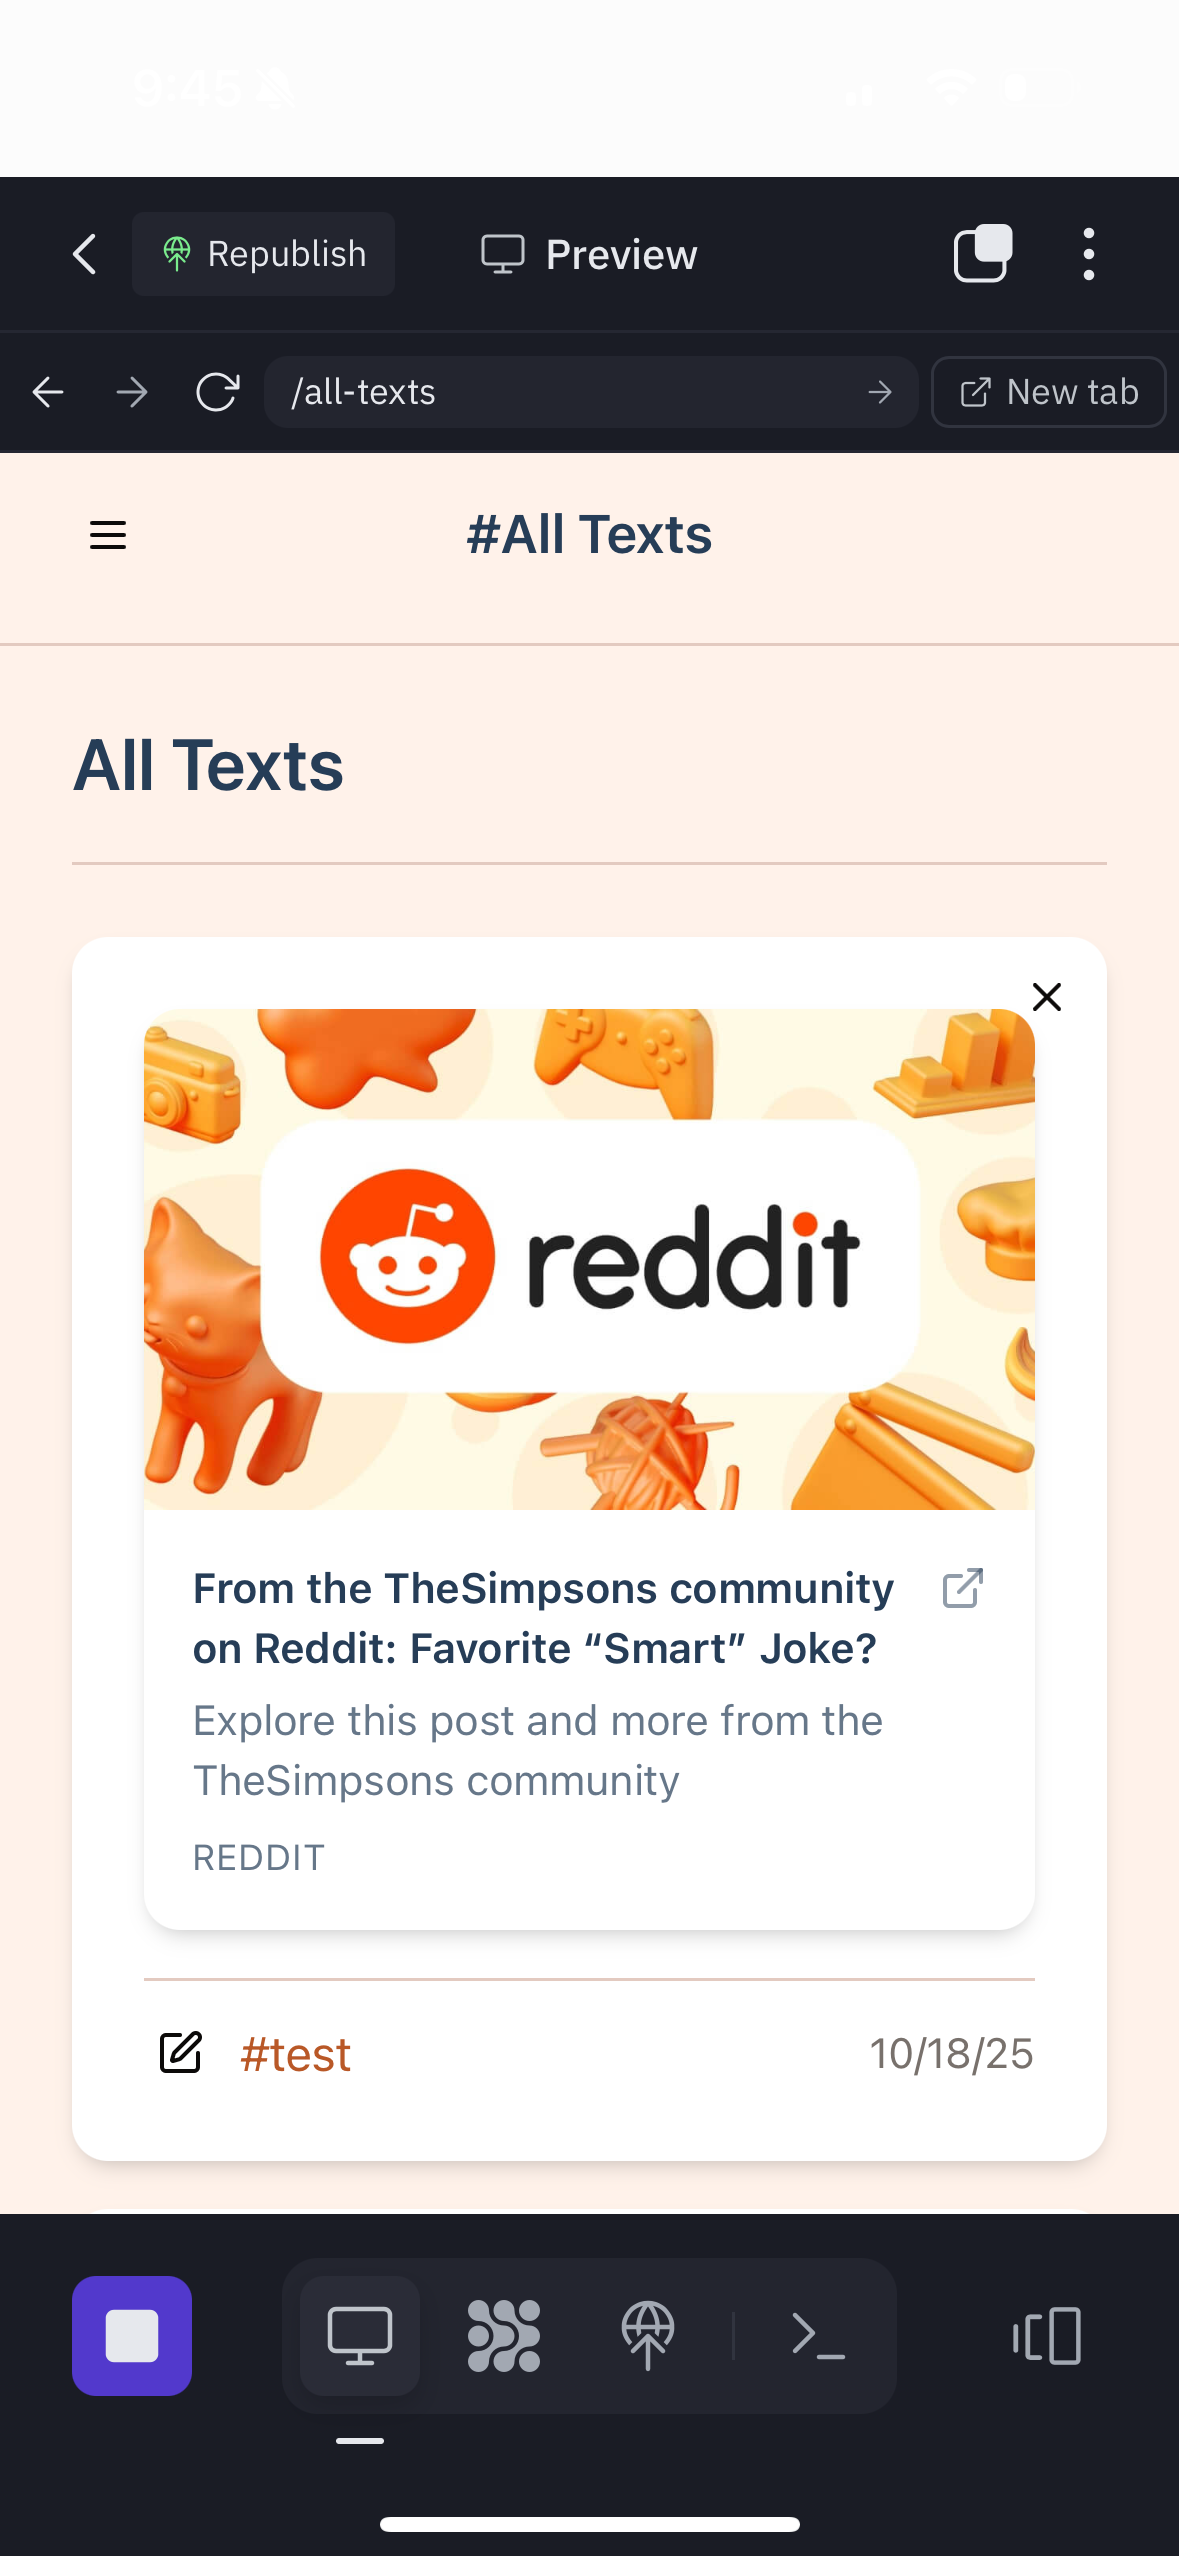 9:45
Republish
Preview
/all-texts
New tab
#All Texts
All Texts
reddit
From the TheSimpsons community
on Reddit: Favorite “Smart” Joke?
Explore this post and more from the
TheSimpsons community
REDDIT
#test
10/18/25